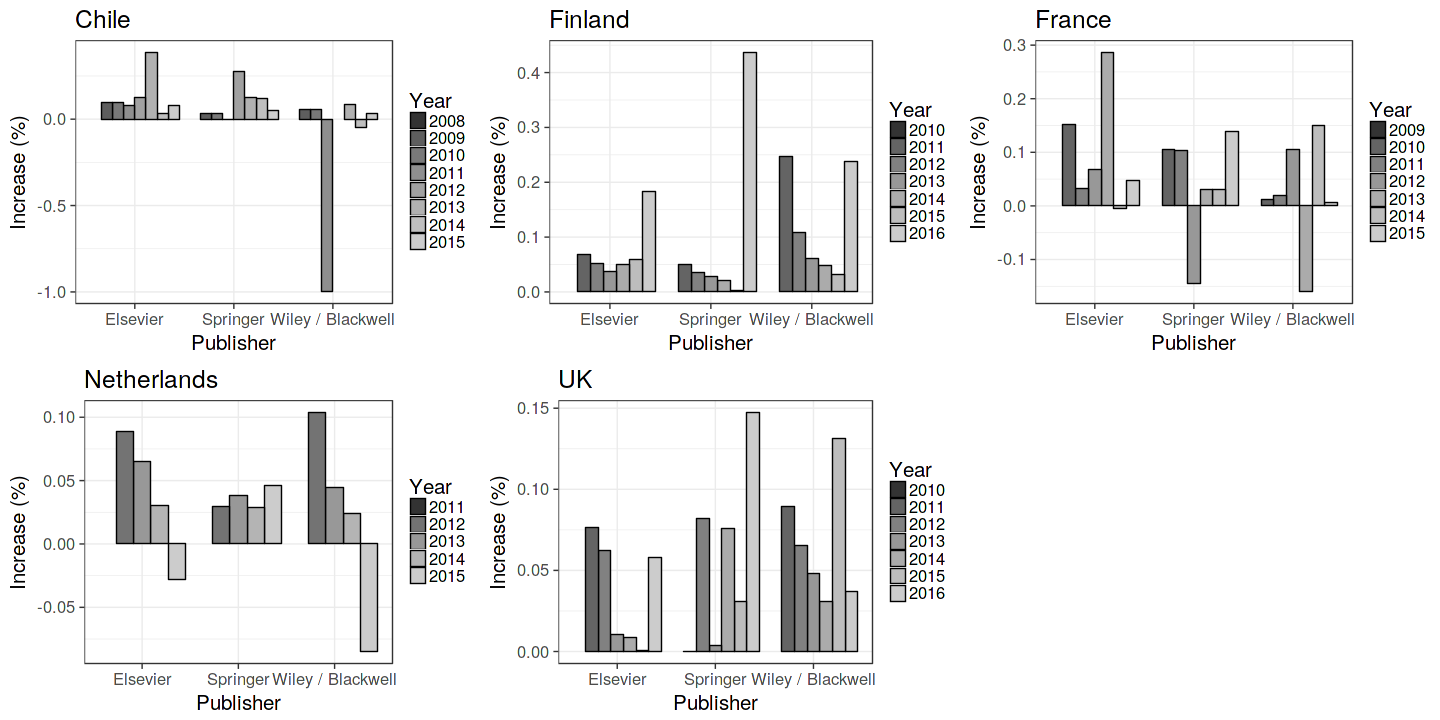 Chile
Increase (%)
0.0
-0.5
-1.0
Elsevier
Springer
Wiley / Blackwell
Publisher
Year
2008
2009
2010
2011
2012
2013
2014
2015
Finland
Increase (%)
0.4
0.3
0.2
0.1
0.0
Elsevier
Springer
Wiley / Blackwell
Publisher
Year
2010
2011
2012
2013
2014
2015
2016
France
Increase (%)
0.3
0.2
0.1
0.0
-0.1
Elsevier
Springer
Wiley / Blackwell
Publisher
Year
2009
2010
2011
2012
2013
2014
2015
Netherlands
Increase (%)
0.10
0.05
0.00
-0.05
Elsevier
Springer
Wiley / Blackwell
Publisher
Year
2011
2012
2013
2014
2015
UK
Increase (%)
0.15
0.10
0.05
0.00
Elsevier
Springer
Wiley / Blackwell
Publisher
Year
2010
2011
2012
2013
2014
2015
2016